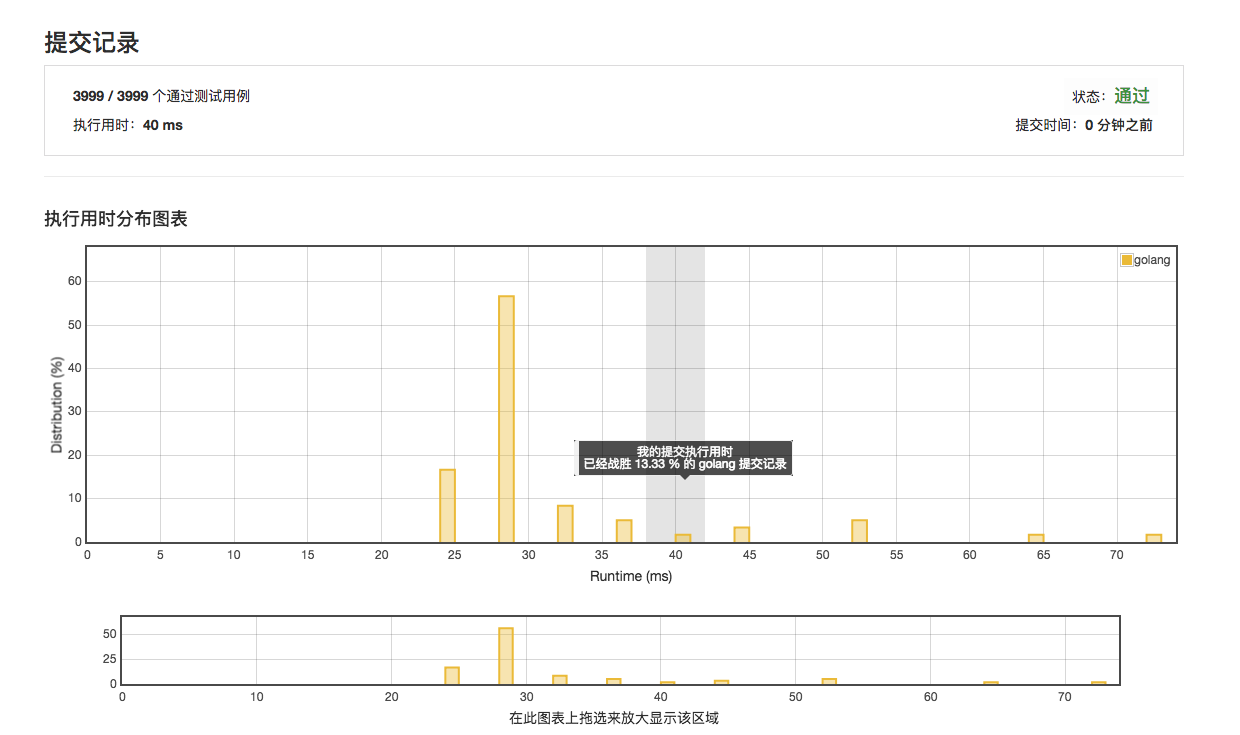 提交记录
3999 / 3999 个通过测试用例
状态：通过
执行用时：40 ms
提交时间：0 分钟之前
执行用时分布图表
golang
60
50
40
30
20
10
0
Distribution (%)
我的提交执行用时
已经战胜 13.33 % 的 golang 提交记录
0 5 10 15 20 25 30 35 40 45 50 55 60 65 70
Runtime (ms)
50
25
0
0 10 20 30 40 50 60 70
在此图表上拖选来放大显示该区域